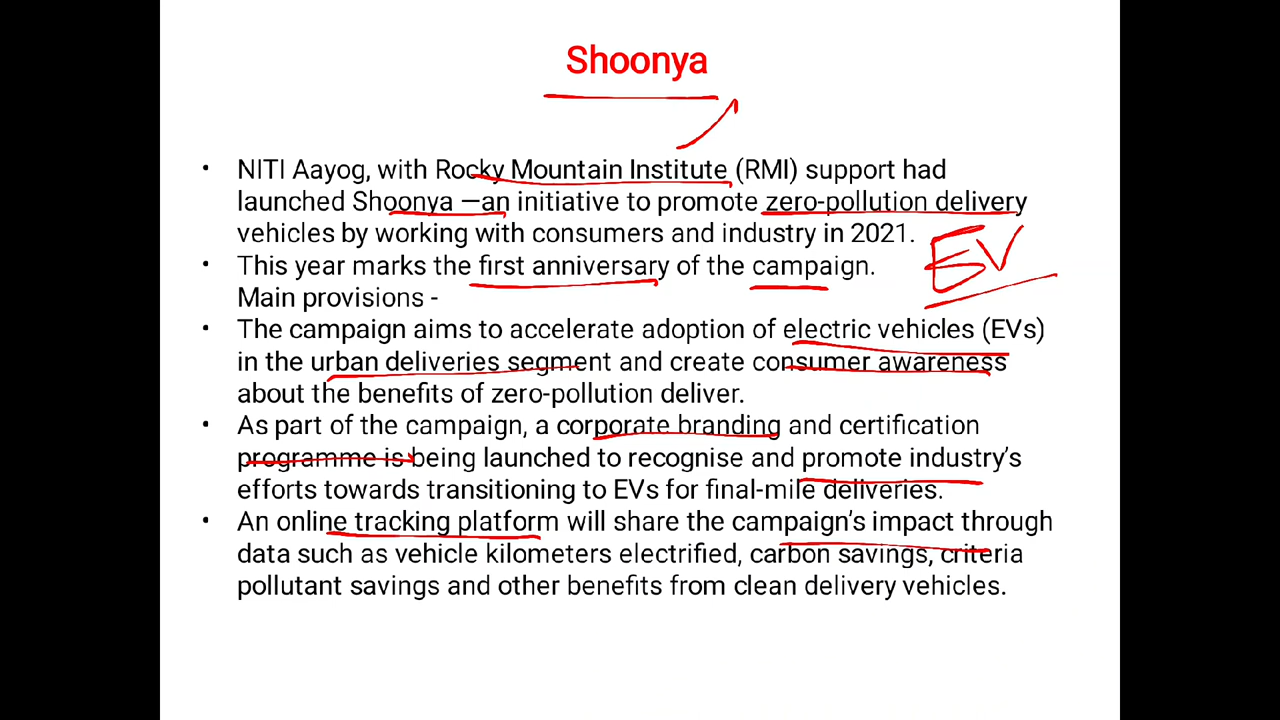 Shoonya
• NITI Aayog, with Rocky Mountain Institute (RMI) support had
launched Shoonya —an initiative to promote zero-pollution delivery
vehicles by working with consumers and industry in 2021.
EV
• This year marks the first anniversary of the campaign.
Main provisions -
• The campaign aims to accelerate adoption of electric vehicles (EVs)
in the urban deliveries segment and create consumer awareness
about the benefits of zero-pollution deliver.
• As part of the campaign, a corporate branding and certification
programme is being launched to recognise and promote industry’s
efforts towards transitioning to EVs for final-mile deliveries.
• An online tracking platform will share the campaign’s impact through
data such as vehicle kilometers electrified, carbon savings, criteria
pollutant savings and other benefits from clean delivery vehicles.